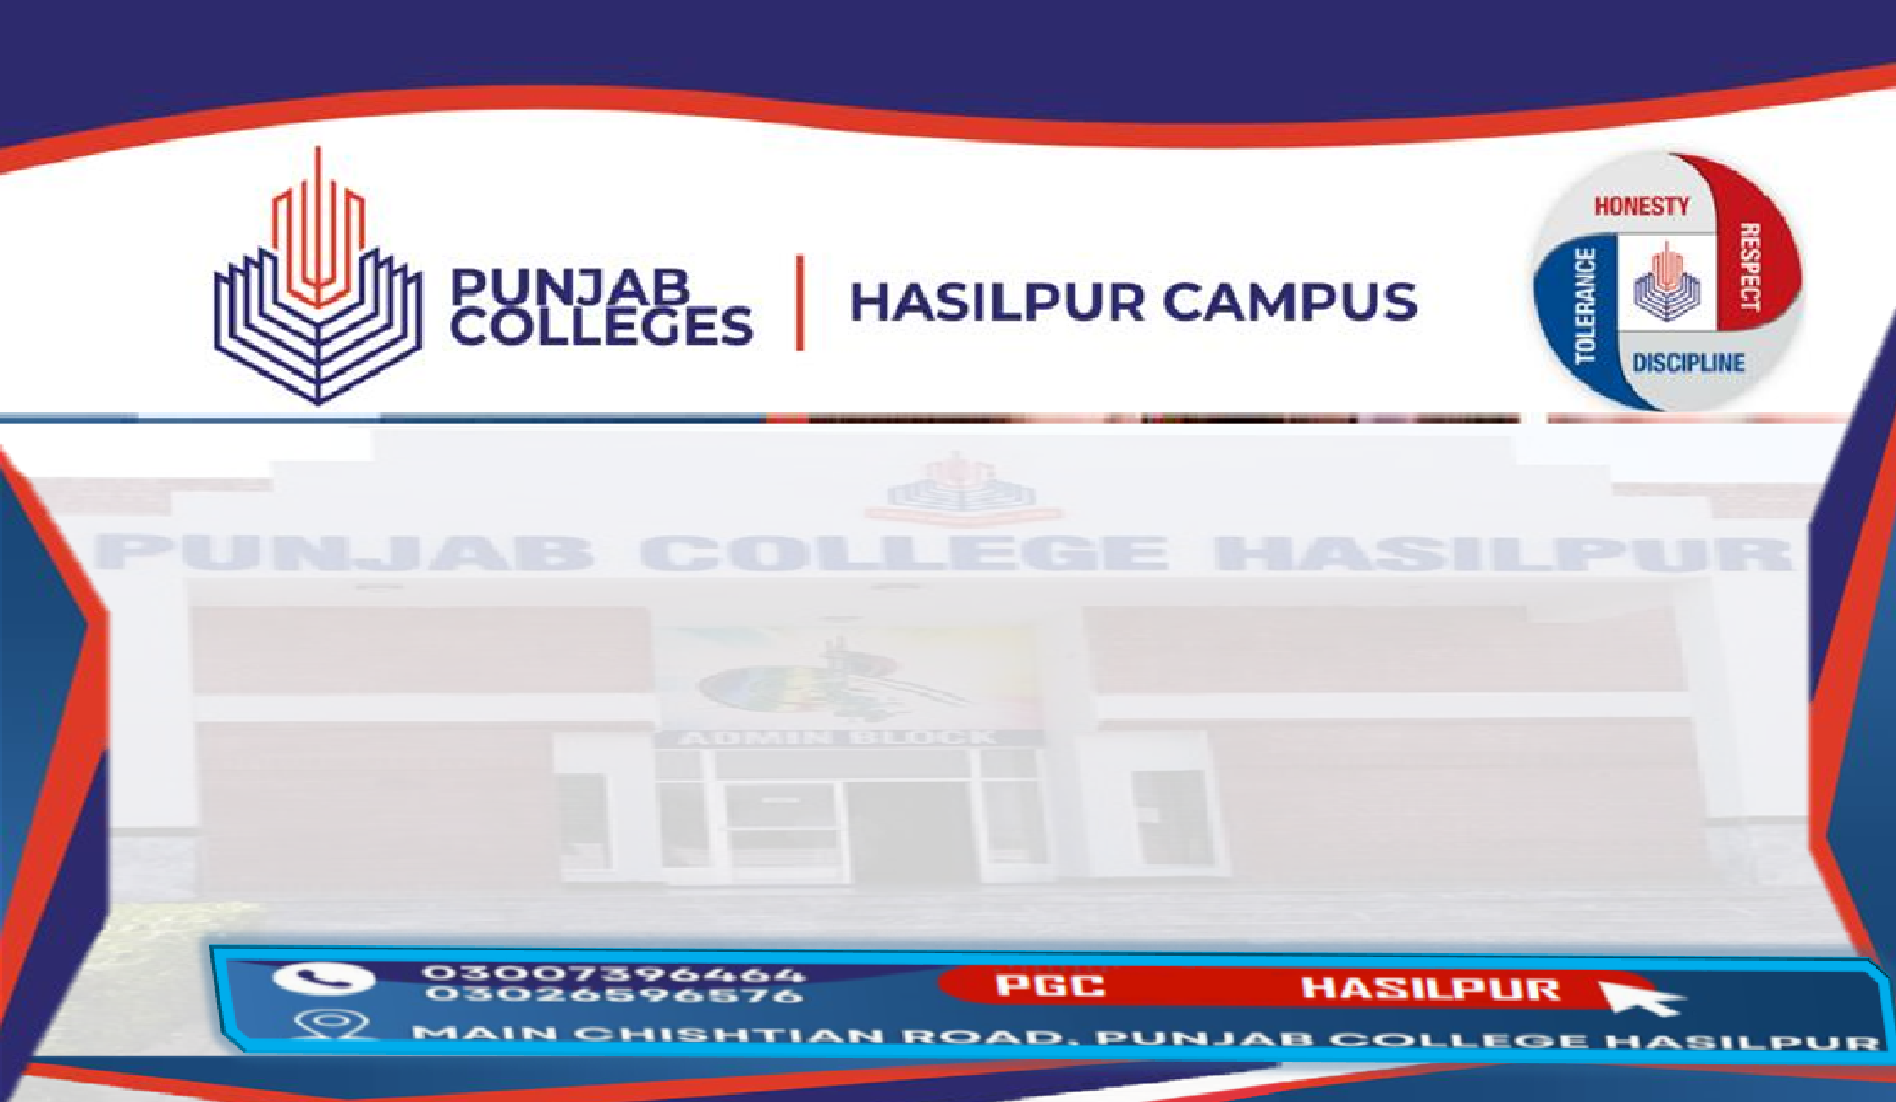 PUNJAB
COLLEGES
HASILPUR CAMPUS
HONESTY
RESPECT
TOLERANCE
DISCIPLINE
PUNJAB COLLEGE HASILPUR
ADMIN BLOCK
03007396464
03026596576
PGC HASILPUR
MAIN CHISHTIAN ROAD, PUNJAB COLLEGE HASILPUR